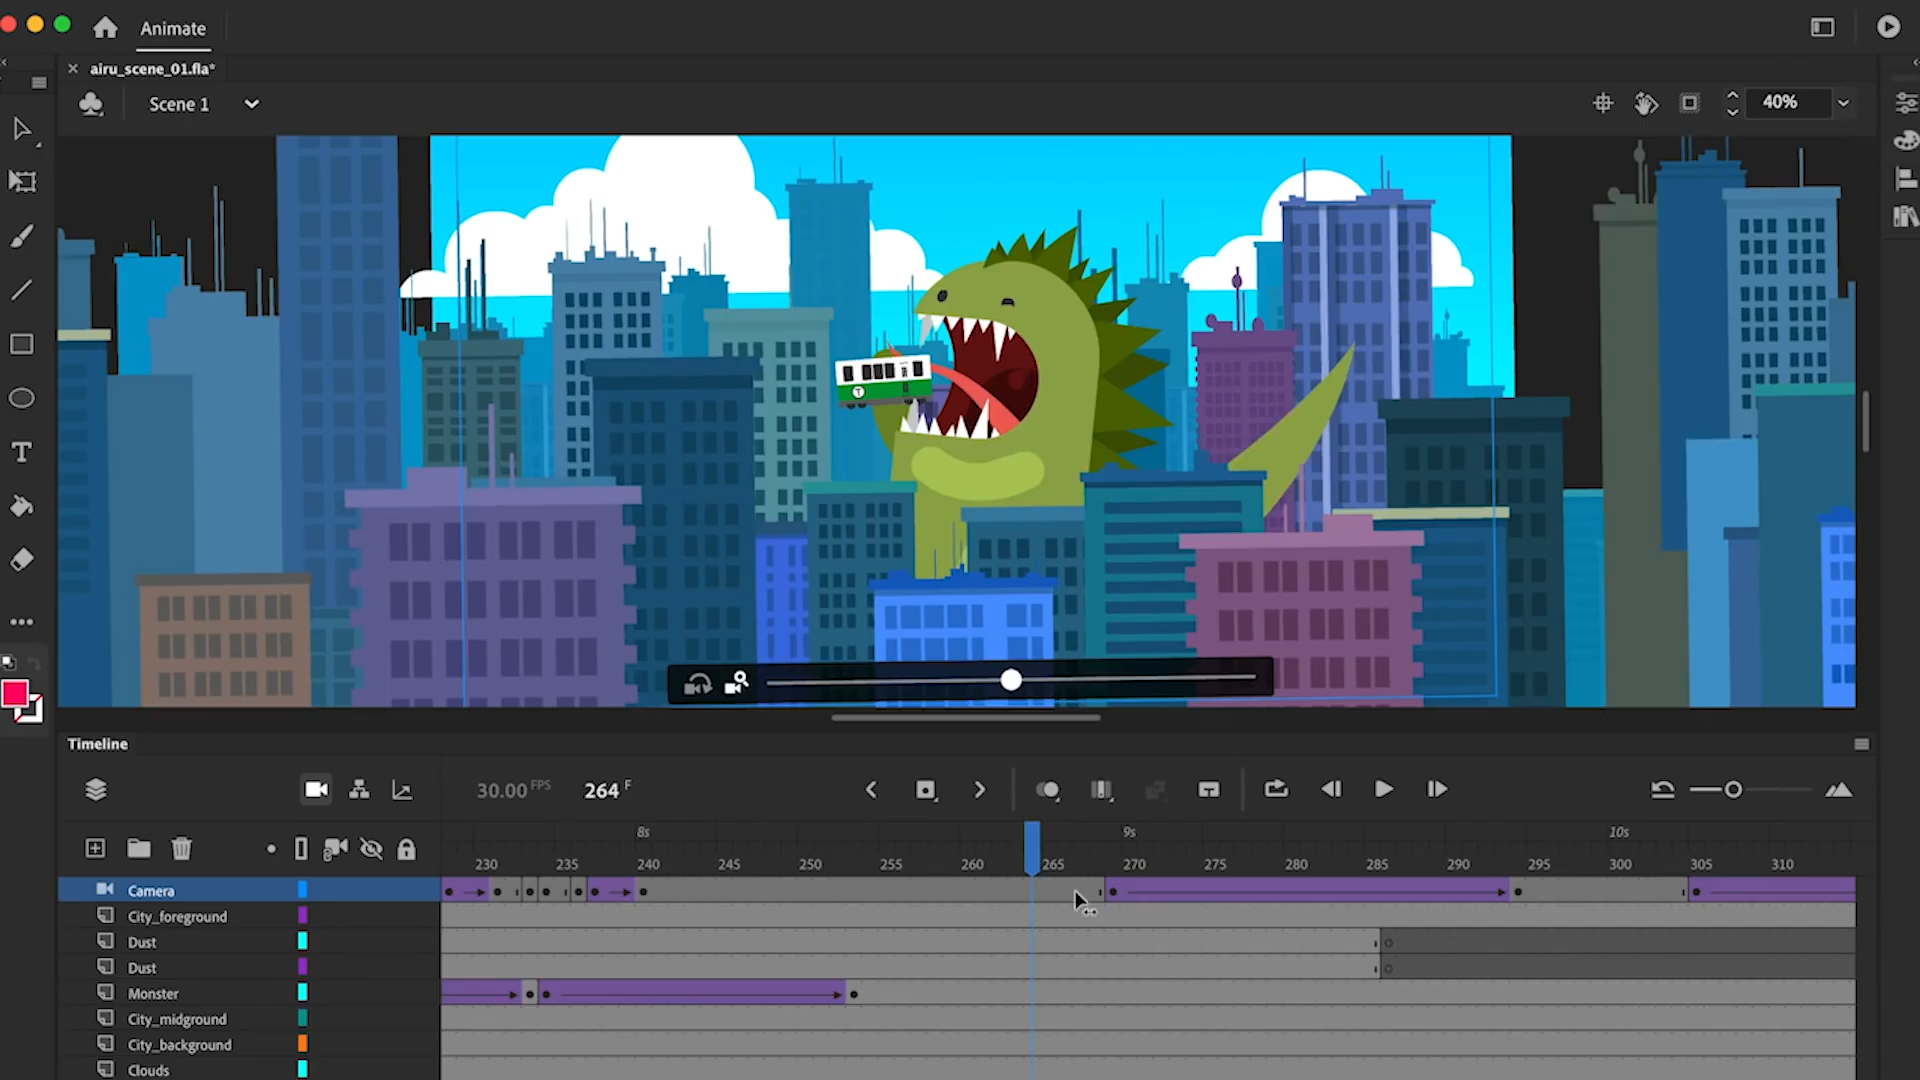 Animate
airu_scene_01.fla*
Scene 1
40%
T
T
Timeline
30.00 FPS 264 F
8s 9s 10s
230 235 240 245 250 255 260 265 270 275 280 285 290 295 300 305 310
Camera
City_foreground
Dust
Dust
Monster
City_midground
City_background
Clouds